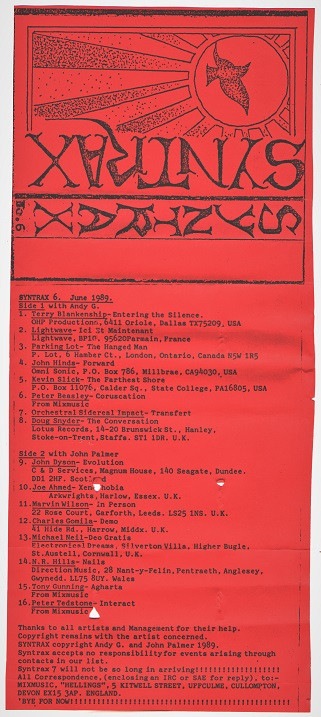 SYNTRAX
SYNTRAX
No.6
SYNTRAX 6. June 1989.
Side 1 with Andy G.
1. Terry Blankenship- Entering the Silence.
OHP Productionn, 6411 Oriole, Dallas TX75209, USA
2. Lightwave- Ici Et Maintenant
Lightwave, BP10, 95620Parmain, France
3. Parking Lot- The Hanged Man
P. Lot, 6 Hamber Ct., London, Ontario, Canada N5W 1R5
4. John Hinds- Forward
Omni Sonic, P.O. Box 786, Millbrae, CA94030, USA
5. Kevin Slick- The Farthest Shore
P.O. Box 11076, Calder Sq., State College, PA16805, USA
6. Peter Beasley- Coruscation
From Mixmusic
7. Orchestral Sidereal Impact- Transfert
8. Doug Snyder- The Conversation
Lotus Records, 14-20 Brunswick St., Hanley,
Stoke-on-Trent, Staffs. ST1 1DR. U.K.
Side 2 with John Palmer
9. John Dyson- Evolution
C & D Services, Magnum House, 140 Seagate, Dundee.
DD1 2HF. Scotland
10. Joe Ahmed- Xenophobia
Arkwrights, Harlow, Essex. U.K.
11. Marvin Wilson- In Person
22 Rose Court, Garforth, Leeds. LS25 1NS. U.K.
12. Charles Gomila- Demo
41 Hide Rd., Harrow, Middx. U.K.
13. Michael Neil- Deo Gratia
Electronical Dreams, Silverton Villa, Higher Bugle,
St.Austell, Cornwall, U.K.
14. N.R. Hills- Nails
Direction Music, 28 Nant-y-Felin, Pentraeth, Anglesey,
Gwynedd. LL75 8UY. Wales
15. Tony Gunning- Agharta
From Mixmusic
16. Peter Tedstone- Interact
From Mixmusic
Thanks to all artists and Management for their help.
Copyright remains with the artist concerned.
SYNTRAX copyright Andy G. and John Palmer 1989.
Syntrax accepts no responsibility for events arising through
contacts in our list.
Syntrax 7 will not be so long in arriving!!!!!!!!!!!!!!!!!!!
All Correspondence, (enclosing an IRC or SAE for reply), to:-
MIXMUSIC, "HELLINGS", 5 KITWELL STREET, UFFCULME, CULLOMPTON,
DEVON EX15 3AP. ENGLAND.
'BYE FOR NOW!!!!!!!!!!!!!!!!!!!!!!!!!!!!!!!!!!!!!!!!!!